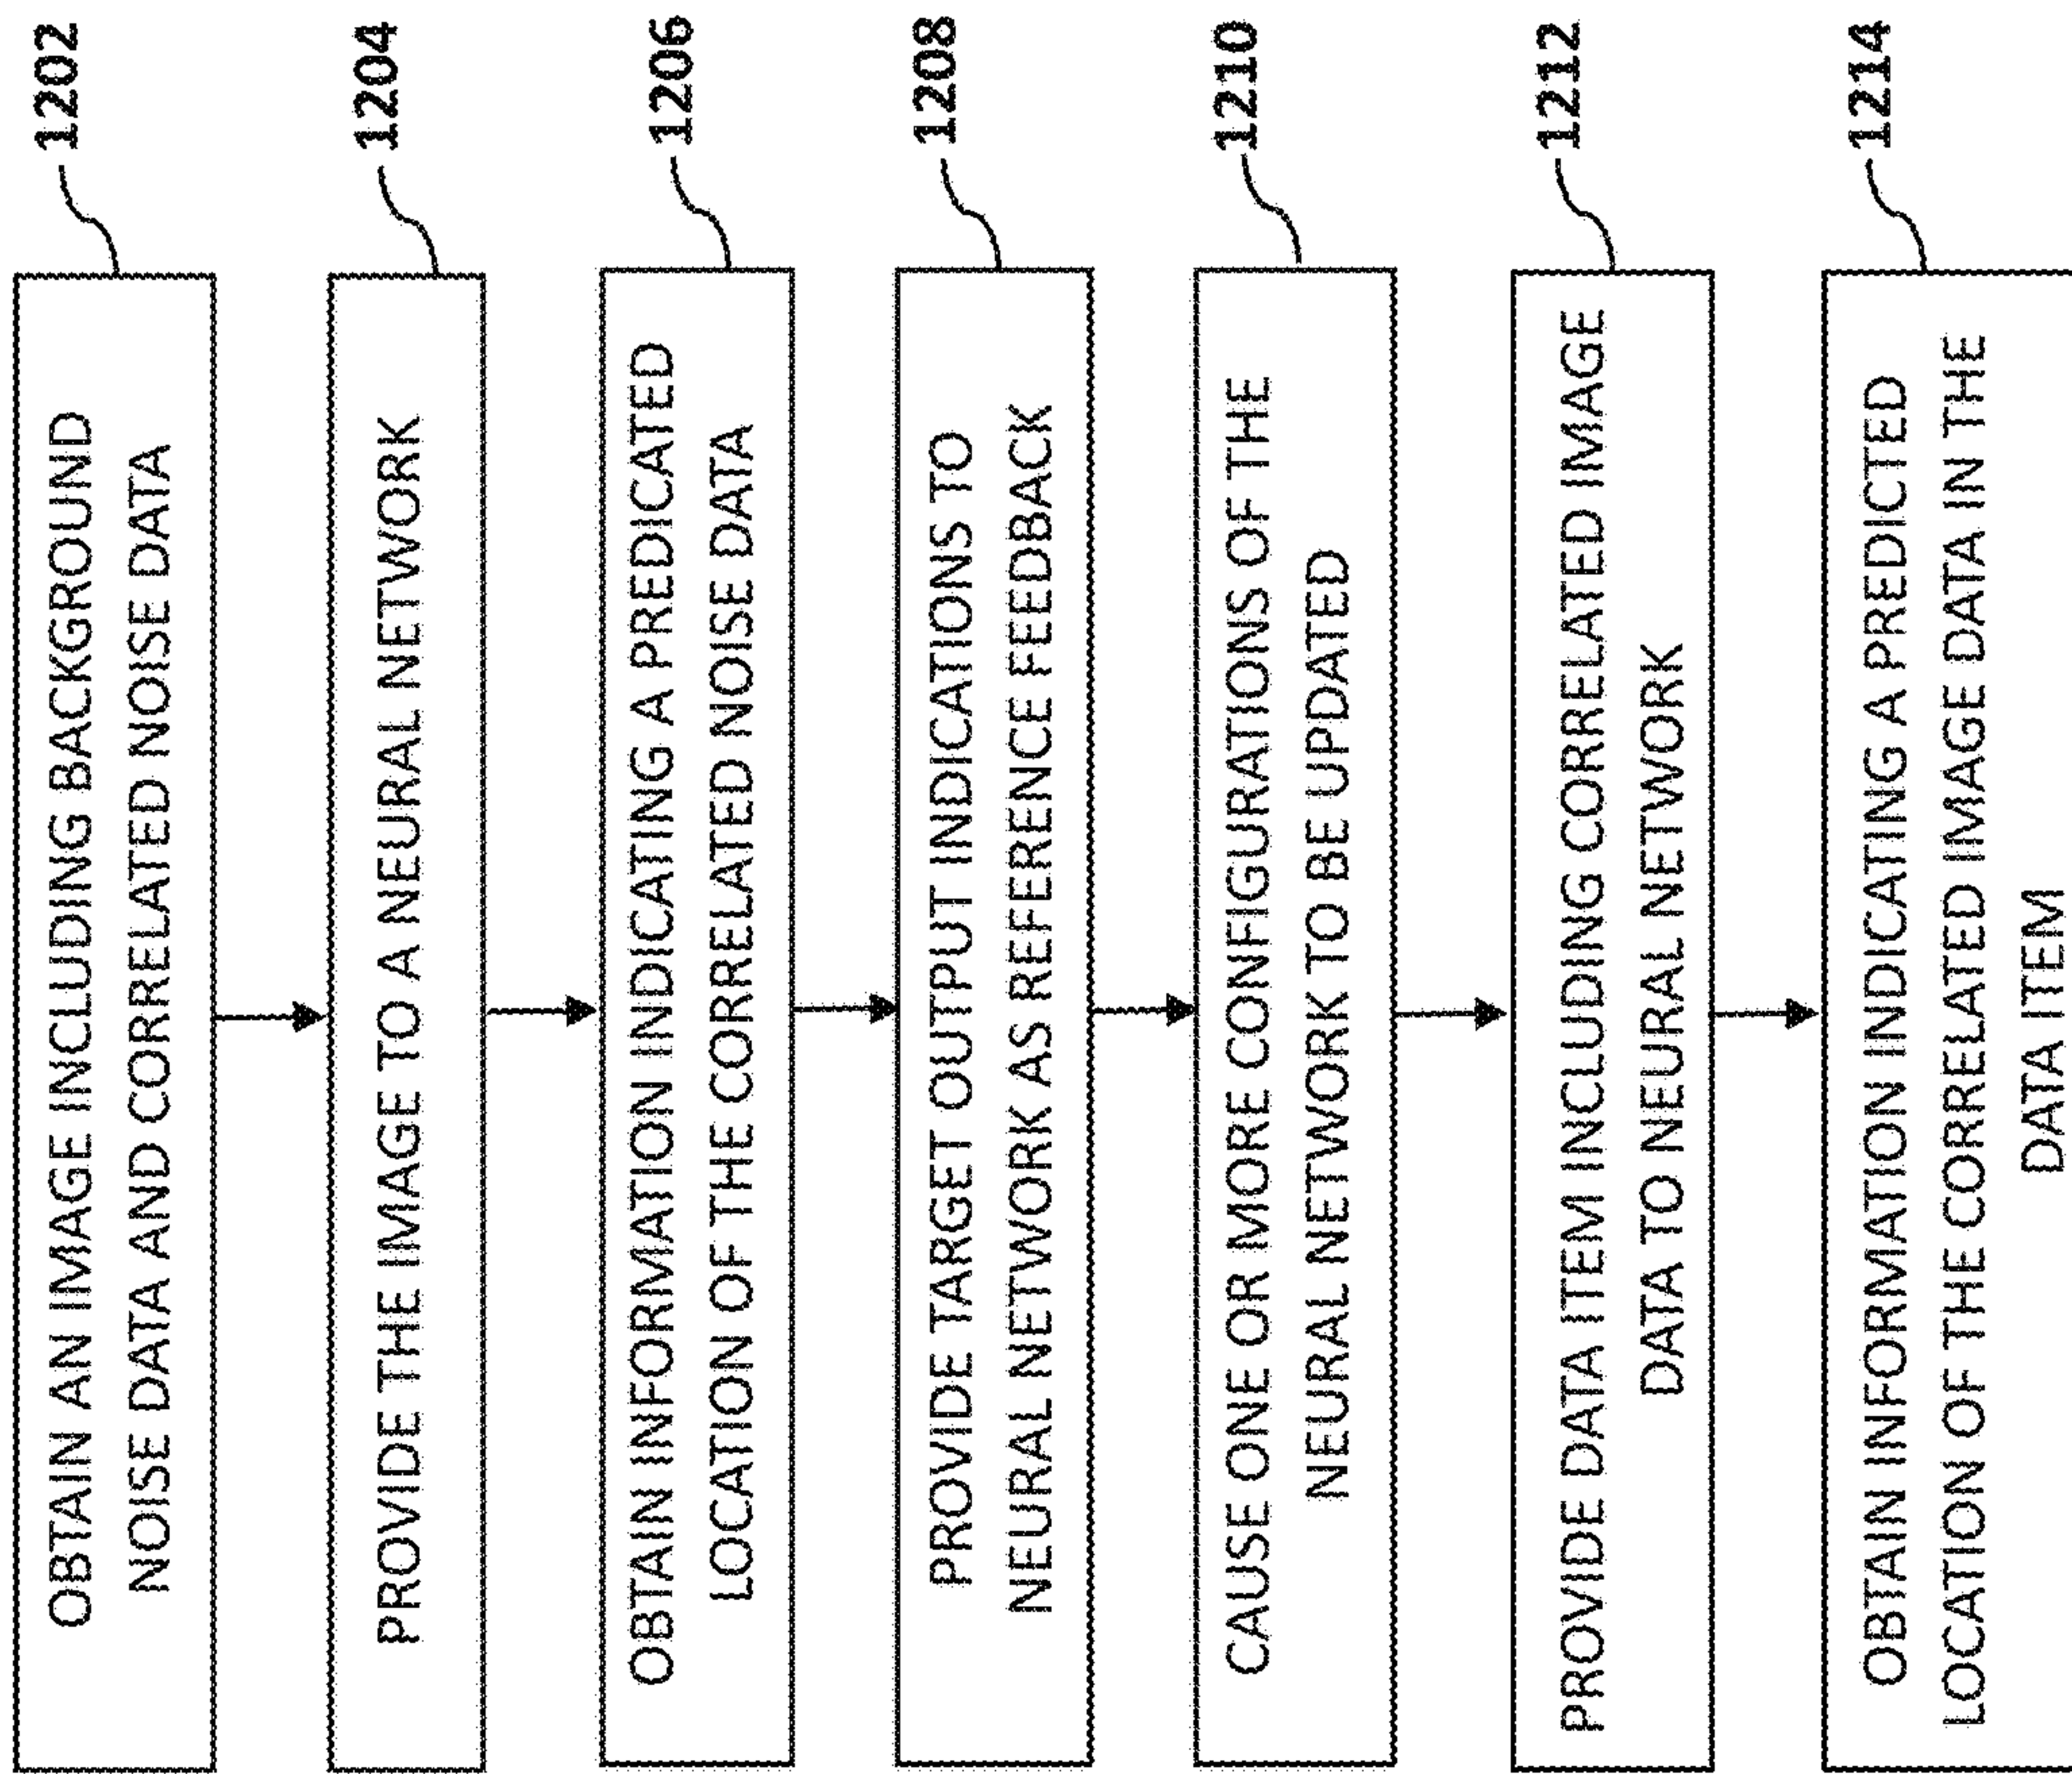 1202
OBTAIN AN IMAGE INCLUDING BACKGROUND
NOISE DATA AND CORRELATED NOISE DATA
1204
PROVIDE THE IMAGE TO A NEURAL NETWORK
1206
OBTAIN INFORMATION INDICATING A PREDICATED
LOCATION OF THE CORRELATED NOISE DATA
1208
PROVIDE TARGET OUTPUT INDICATIONS TO
NEURAL NETWORK AS REFERENCE FEEDBACK
1210
CAUSE ONE OR MORE CONFIGURATIONS OF THE
NEURAL NETWORK TO BE UPDATED
1212
PROVIDE DATA ITEM INCLUDING CORRELATED IMAGE
DATA TO NEURAL NETWORK
1214
OBTAIN INFORMATION INDICATING A PREDICTED
LOCATION OF THE CORRELATED IMAGE DATA IN THE
DATA ITEM